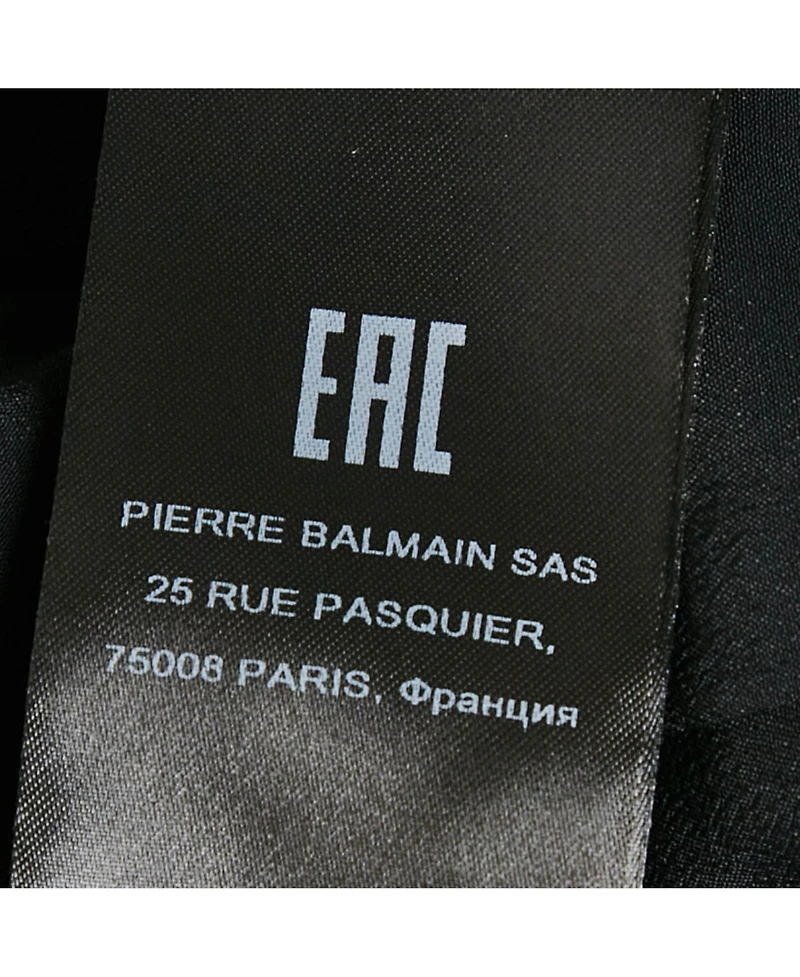 EAC
PIERRE BALMAIN SAS
25 RUE PASQUIER,
75008 PARIS, Франция